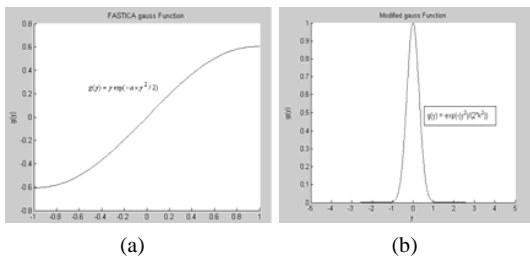 FASTICA gauss Function
0.8
0.6
0.4
0.2
0
-0.2
-0.4
-0.6
-0.8
g(y)
g(y) = y exp(-a×y²/2)
-1 -0.8 -0.6 -0.4 -0.2 0 0.2 0.4 0.6 0.8 1
(a)
Modified gauss Function
1
0.9
0.8
0.7
0.6
0.5
0.4
0.3
0.2
0.1
0
g(y)
g(y) = exp(-(y²)/(2*k²))
-5 -4 -3 -2 -1 0 1 2 3 4 5
y
(b)